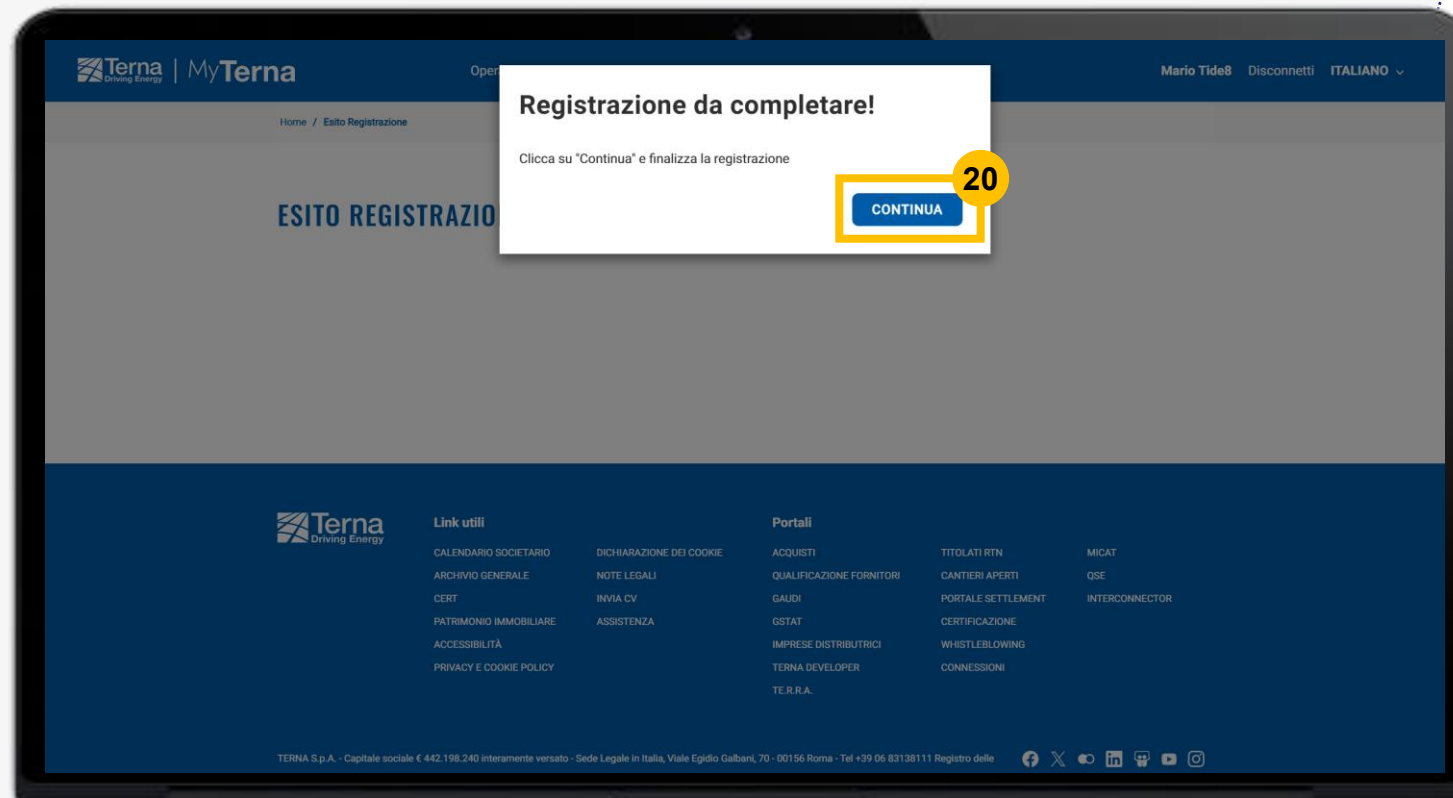 Terna
Driving Energy
MyTerna
Oper
Mario Tide8 Disconnetti ITALIANO
Home / Esito Registrazione
Registrazione da completare!
Clicca su "Continua" e finalizza la registrazione
20
CONTINUA
ESITO REGISTRAZIO
Terna
Driving Energy
Link utili
CALENDARIO SOCIETARIO
ARCHIVIO GENERALE
CERT
PATRIMONIO IMMOBILIARE
ACCESSIBILITÀ
PRIVACY E COOKIE POLICY
DICHIARAZIONE DEI COOKIE
NOTE LEGALI
INVIA CV
ASSISTENZA
Portali
ACQUISTI
QUALIFICAZIONE FORNITORI
GAUDI
GSTAT
IMPRESE DISTRIBUTRICI
TERNA DEVELOPER
TE.R.R.A.
TITOLATI RTN
CANTIERI APERTI
PORTALE SETTLEMENT
CERTIFICAZIONE
WHISTLEBLOWING
CONNESSIONI
MICAT
QSE
INTERCONNECTOR
TERNA S.p.A. - Capitale sociale € 442.198.240 interamente versato - Sede Legale in Italia, Viale Egidio Galbani, 70 - 00156 Roma - Tel +39 06 83138111 Registro delle